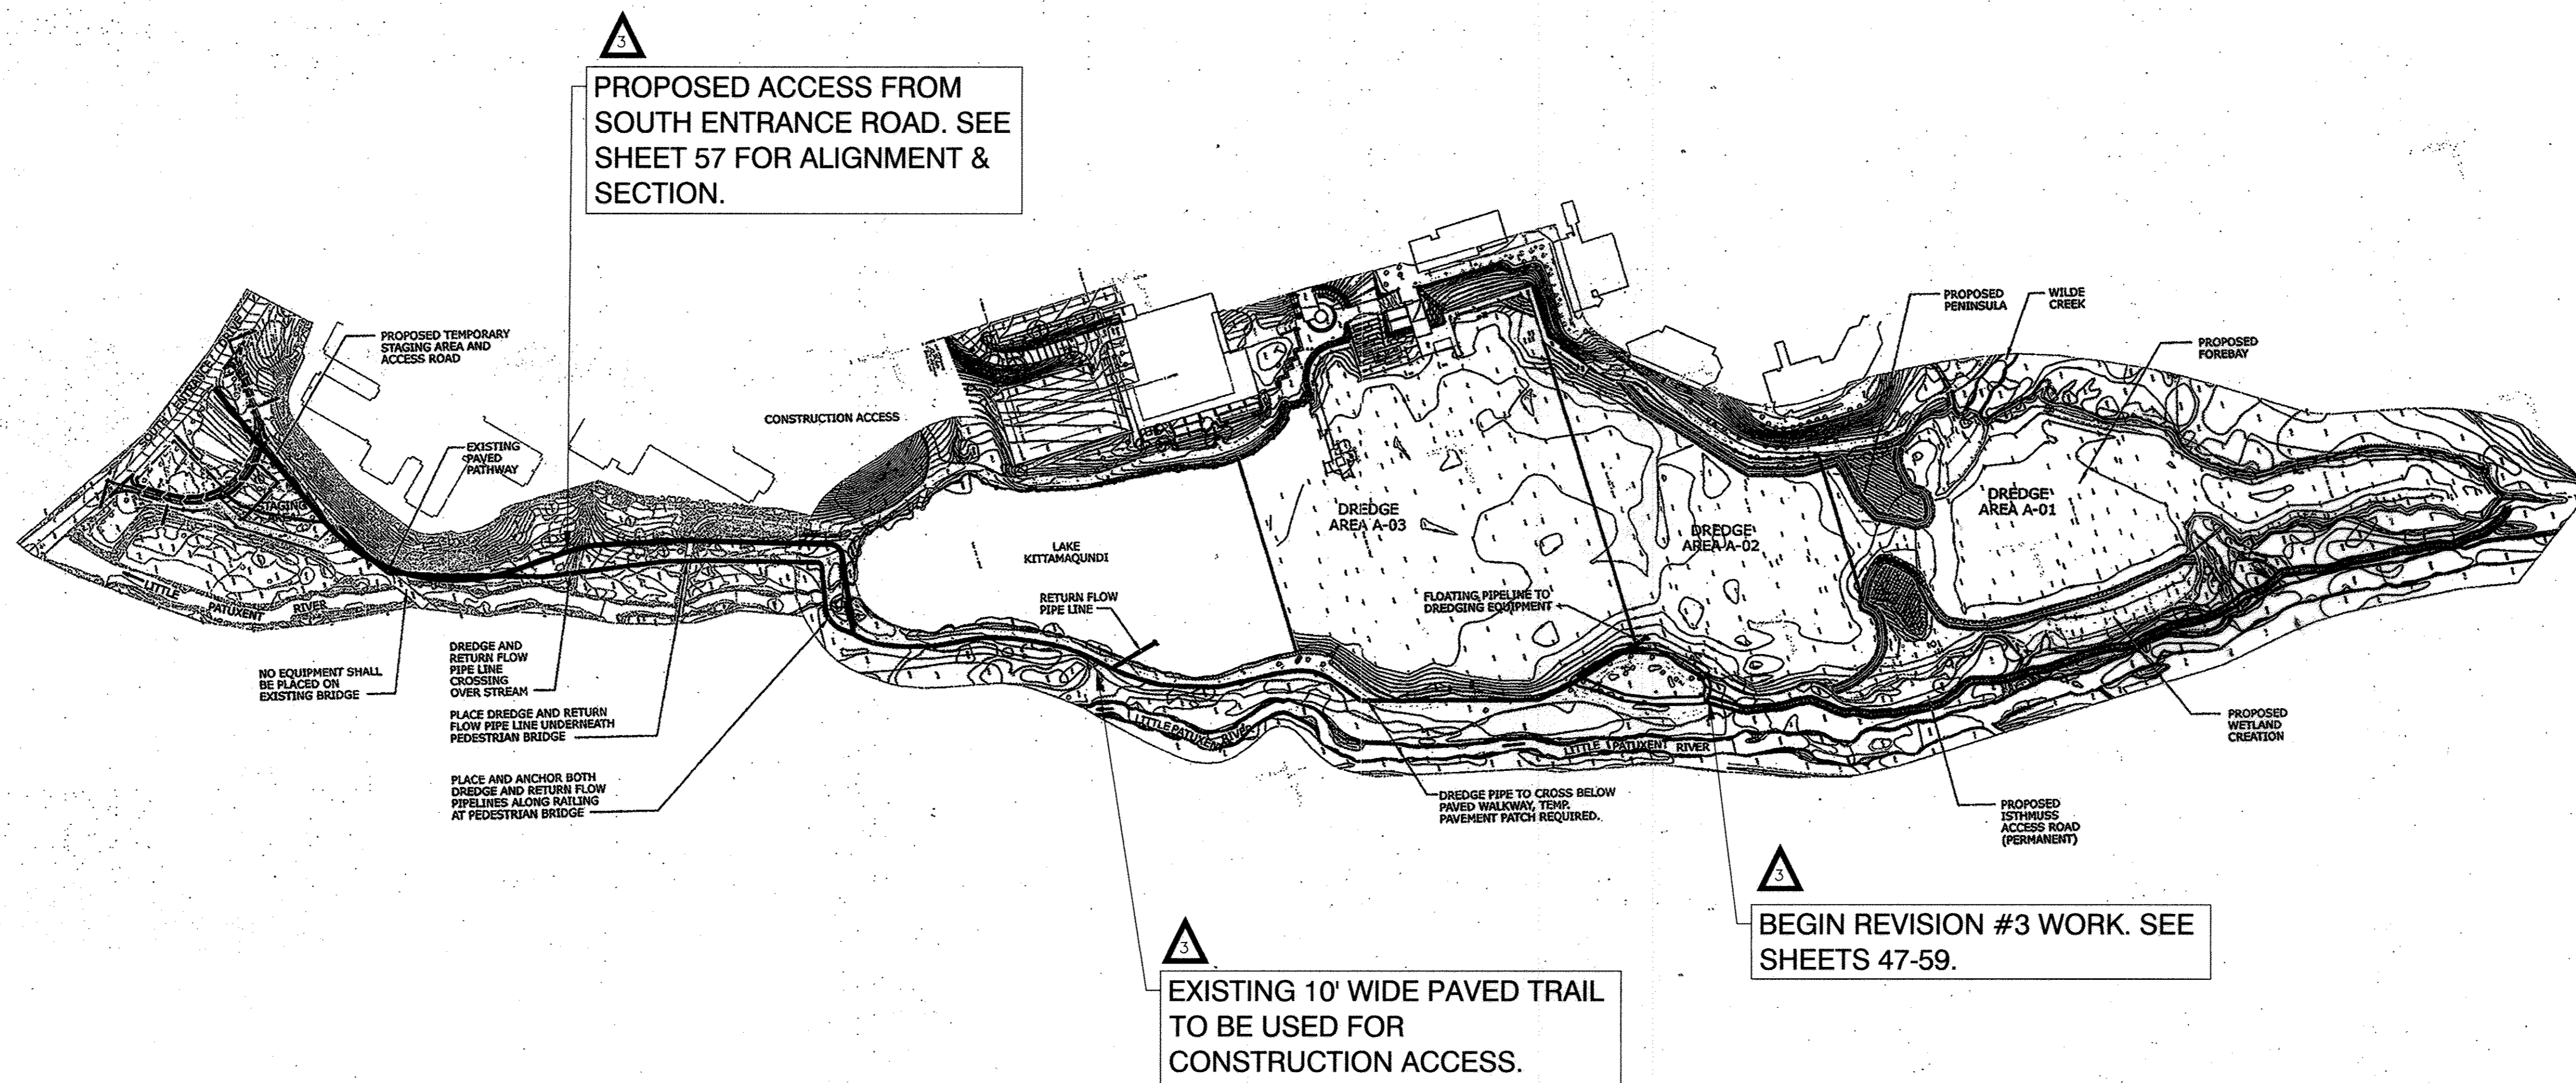 3
PROPOSED ACCESS FROM
SOUTH ENTRANCE ROAD. SEE
SHEET 57 FOR ALIGNMENT &
SECTION.
PROPOSED
PENINSULA
WILDE
CREEK
PROPOSED
FOREBAY
PROPOSED TEMPORARY
STAGING AREA AND
ACCESS ROAD
SOUTH ENTRANCE DRIVE
CONSTRUCTION ACCESS
EXISTING
PAVED
PATHWAY
STAGING
AREA
DREDGE
AREA A-03
DREDGE
AREA A-02
DREDGE
AREA A-01
LAKE
KITTAMAQUNDI
LITTLE PATUXENT RIVER
RETURN FLOW
PIPE LINE
FLOATING PIPELINE TO
DREDGING EQUIPMENT
NO EQUIPMENT SHALL
BE PLACED ON
EXISTING BRIDGE
DREDGE AND
RETURN FLOW
PIPE LINE
CROSSING
OVER STREAM
PLACE DREDGE AND RETURN
FLOW PIPE LINE UNDERNEATH
PEDESTRIAN BRIDGE
LITTLE PATUXENT RIVER
LITTLE PATUXENT RIVER
PROPOSED
WETLAND
CREATION
PLACE AND ANCHOR BOTH
DREDGE AND RETURN FLOW
PIPELINES ALONG RAILING
AT PEDESTRIAN BRIDGE
DREDGE PIPE TO CROSS BELOW
PAVED WALKWAY, TEMP.
PAVEMENT PATCH REQUIRED.
PROPOSED
ISTHMUSS
ACCESS ROAD
(PERMANENT)
3
BEGIN REVISION #3 WORK. SEE
SHEETS 47-59.
3
EXISTING 10' WIDE PAVED TRAIL
TO BE USED FOR
CONSTRUCTION ACCESS.